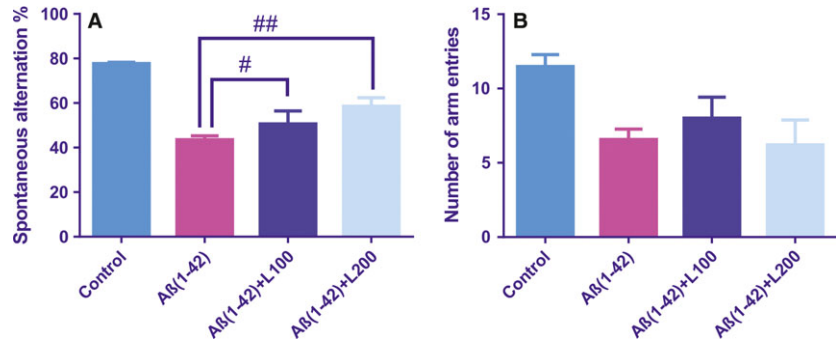 A
Spontaneous alternation %
100
80
60
40
20
0
##
#
Control
Aß(1-42)
Aß(1-42)+L100
Aß(1-42)+L200
B
Number of arm entries
15
10
5
0
Control
Aß(1-42)
Aß(1-42)+L100
Aß(1-42)+L200